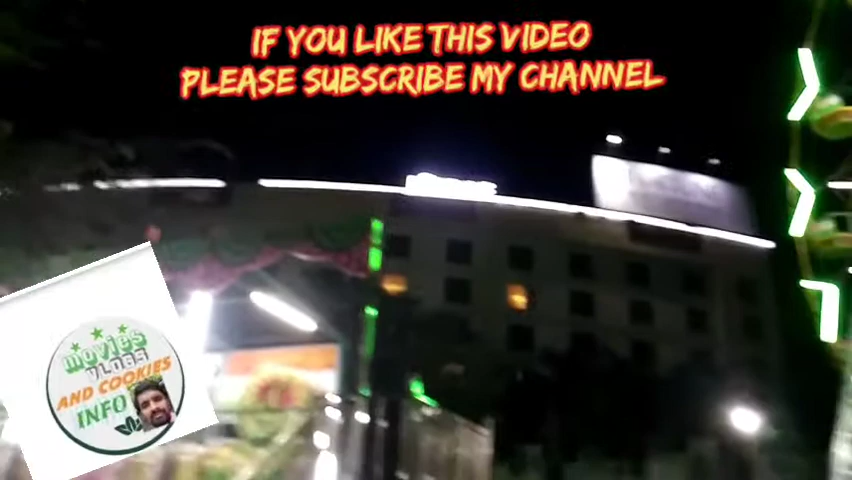 IF YOU LIKE THIS VIDEO
PLEASE SUBSCRIBE MY CHANNEL
movies
VLOGS
AND COOKIES
INFO